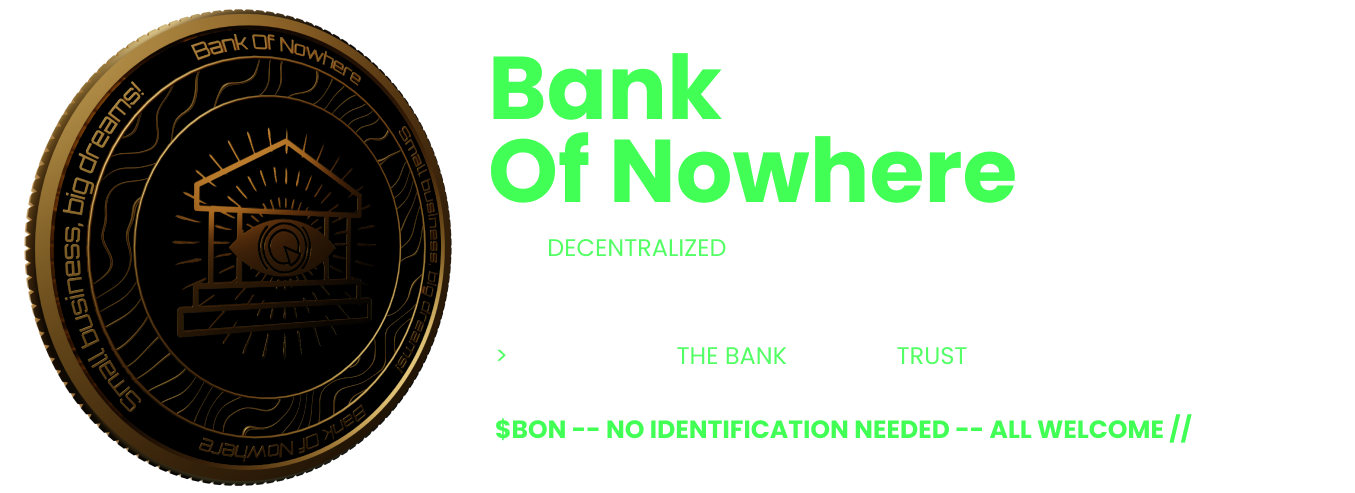 Bank Of Nowhere
Small business, big dreams!
Small business, big dreams!
Bank Of Nowhere
Bank
Of Nowhere
DECENTRALIZED
> THE BANK TRUST
$BON -- NO IDENTIFICATION NEEDED -- ALL WELCOME //